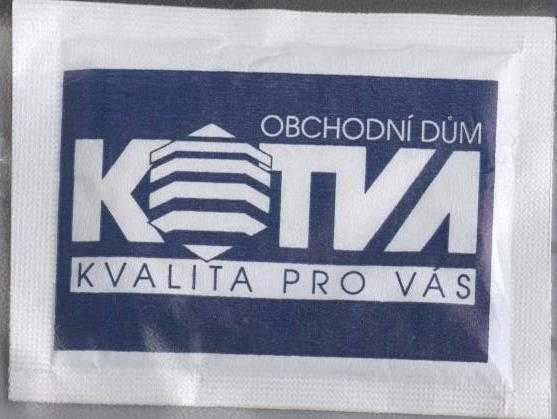 OBCHODNÍ DŮM
KOTVA
KVALITA PRO VÁS